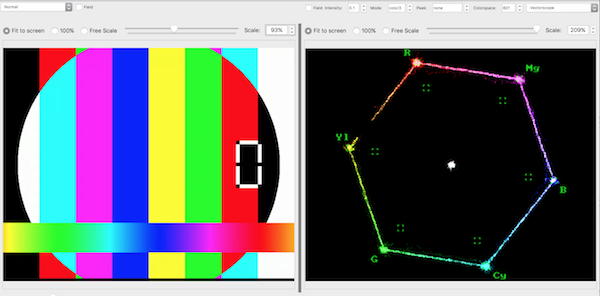 Normal
Field
Fit to screen
100%
Free Scale
Scale:
93%
0
Field
Intensity:
0.1
Mode:
color3
Peak:
none
Colorspace:
601
Vectorscope
Fit to screen
100%
Free Scale
Scale:
209%
R
Mg
Yl
B
G
Cy